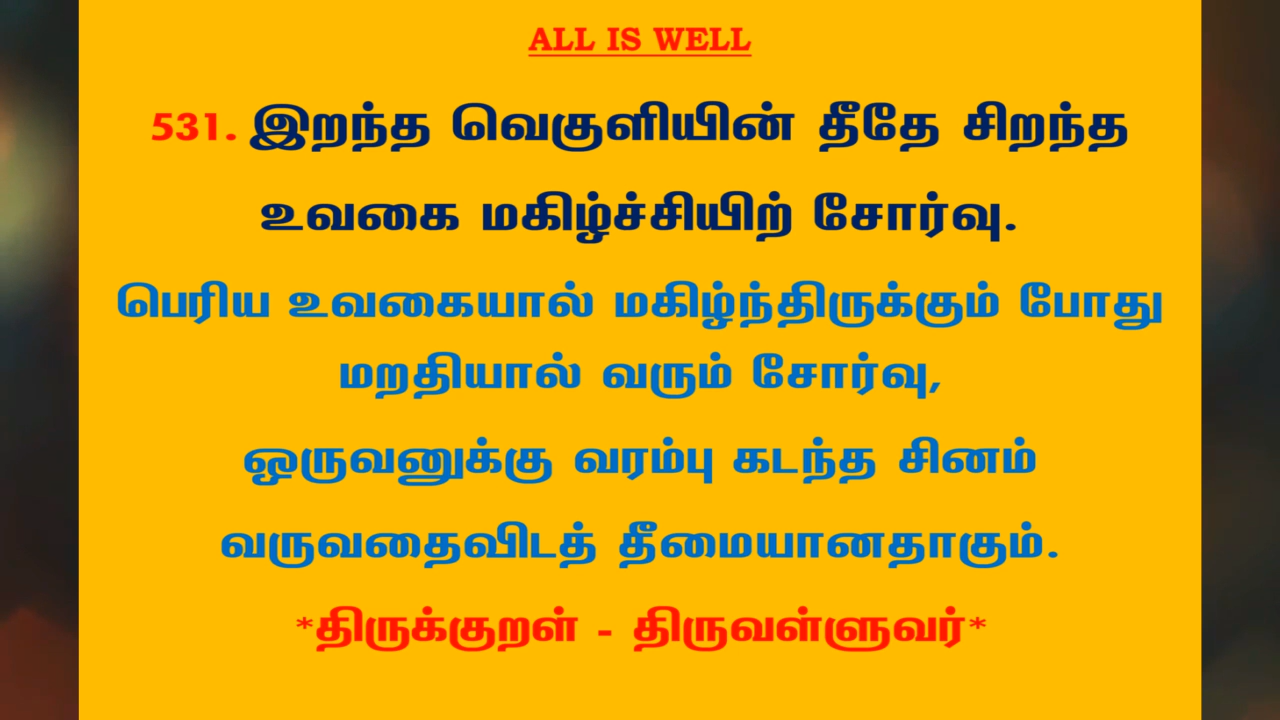 ALL IS WELL
531. இறந்த வெகுளியின் தீதே சிறந்த
உவகை மகிழ்ச்சியிற் சோர்வு.
பெரிய உவகையால் மகிழ்ந்திருக்கும் போது
மறதியால் வரும் சோர்வு,
ஒருவனுக்கு வரம்பு கடந்த சினம்
வருவதைவிடத் தீமையானதாகும்.
*திருக்குறள் - திருவள்ளுவர்*